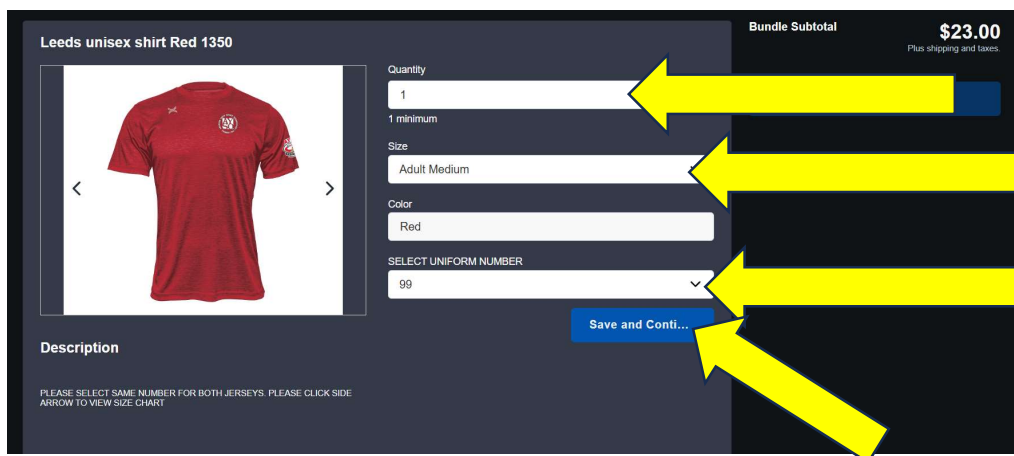 Leeds unisex shirt Red 1350
Bundle Subtotal
$23.00
Plus shipping and taxes.
Quantity
1
1 minimum
Size
Adult Medium
Color
Red
SELECT UNIFORM NUMBER
99
Save and Conti...
Description
PLEASE SELECT SAME NUMBER FOR BOTH JERSEYS. PLEASE CLICK SIDE
ARROW TO VIEW SIZE CHART